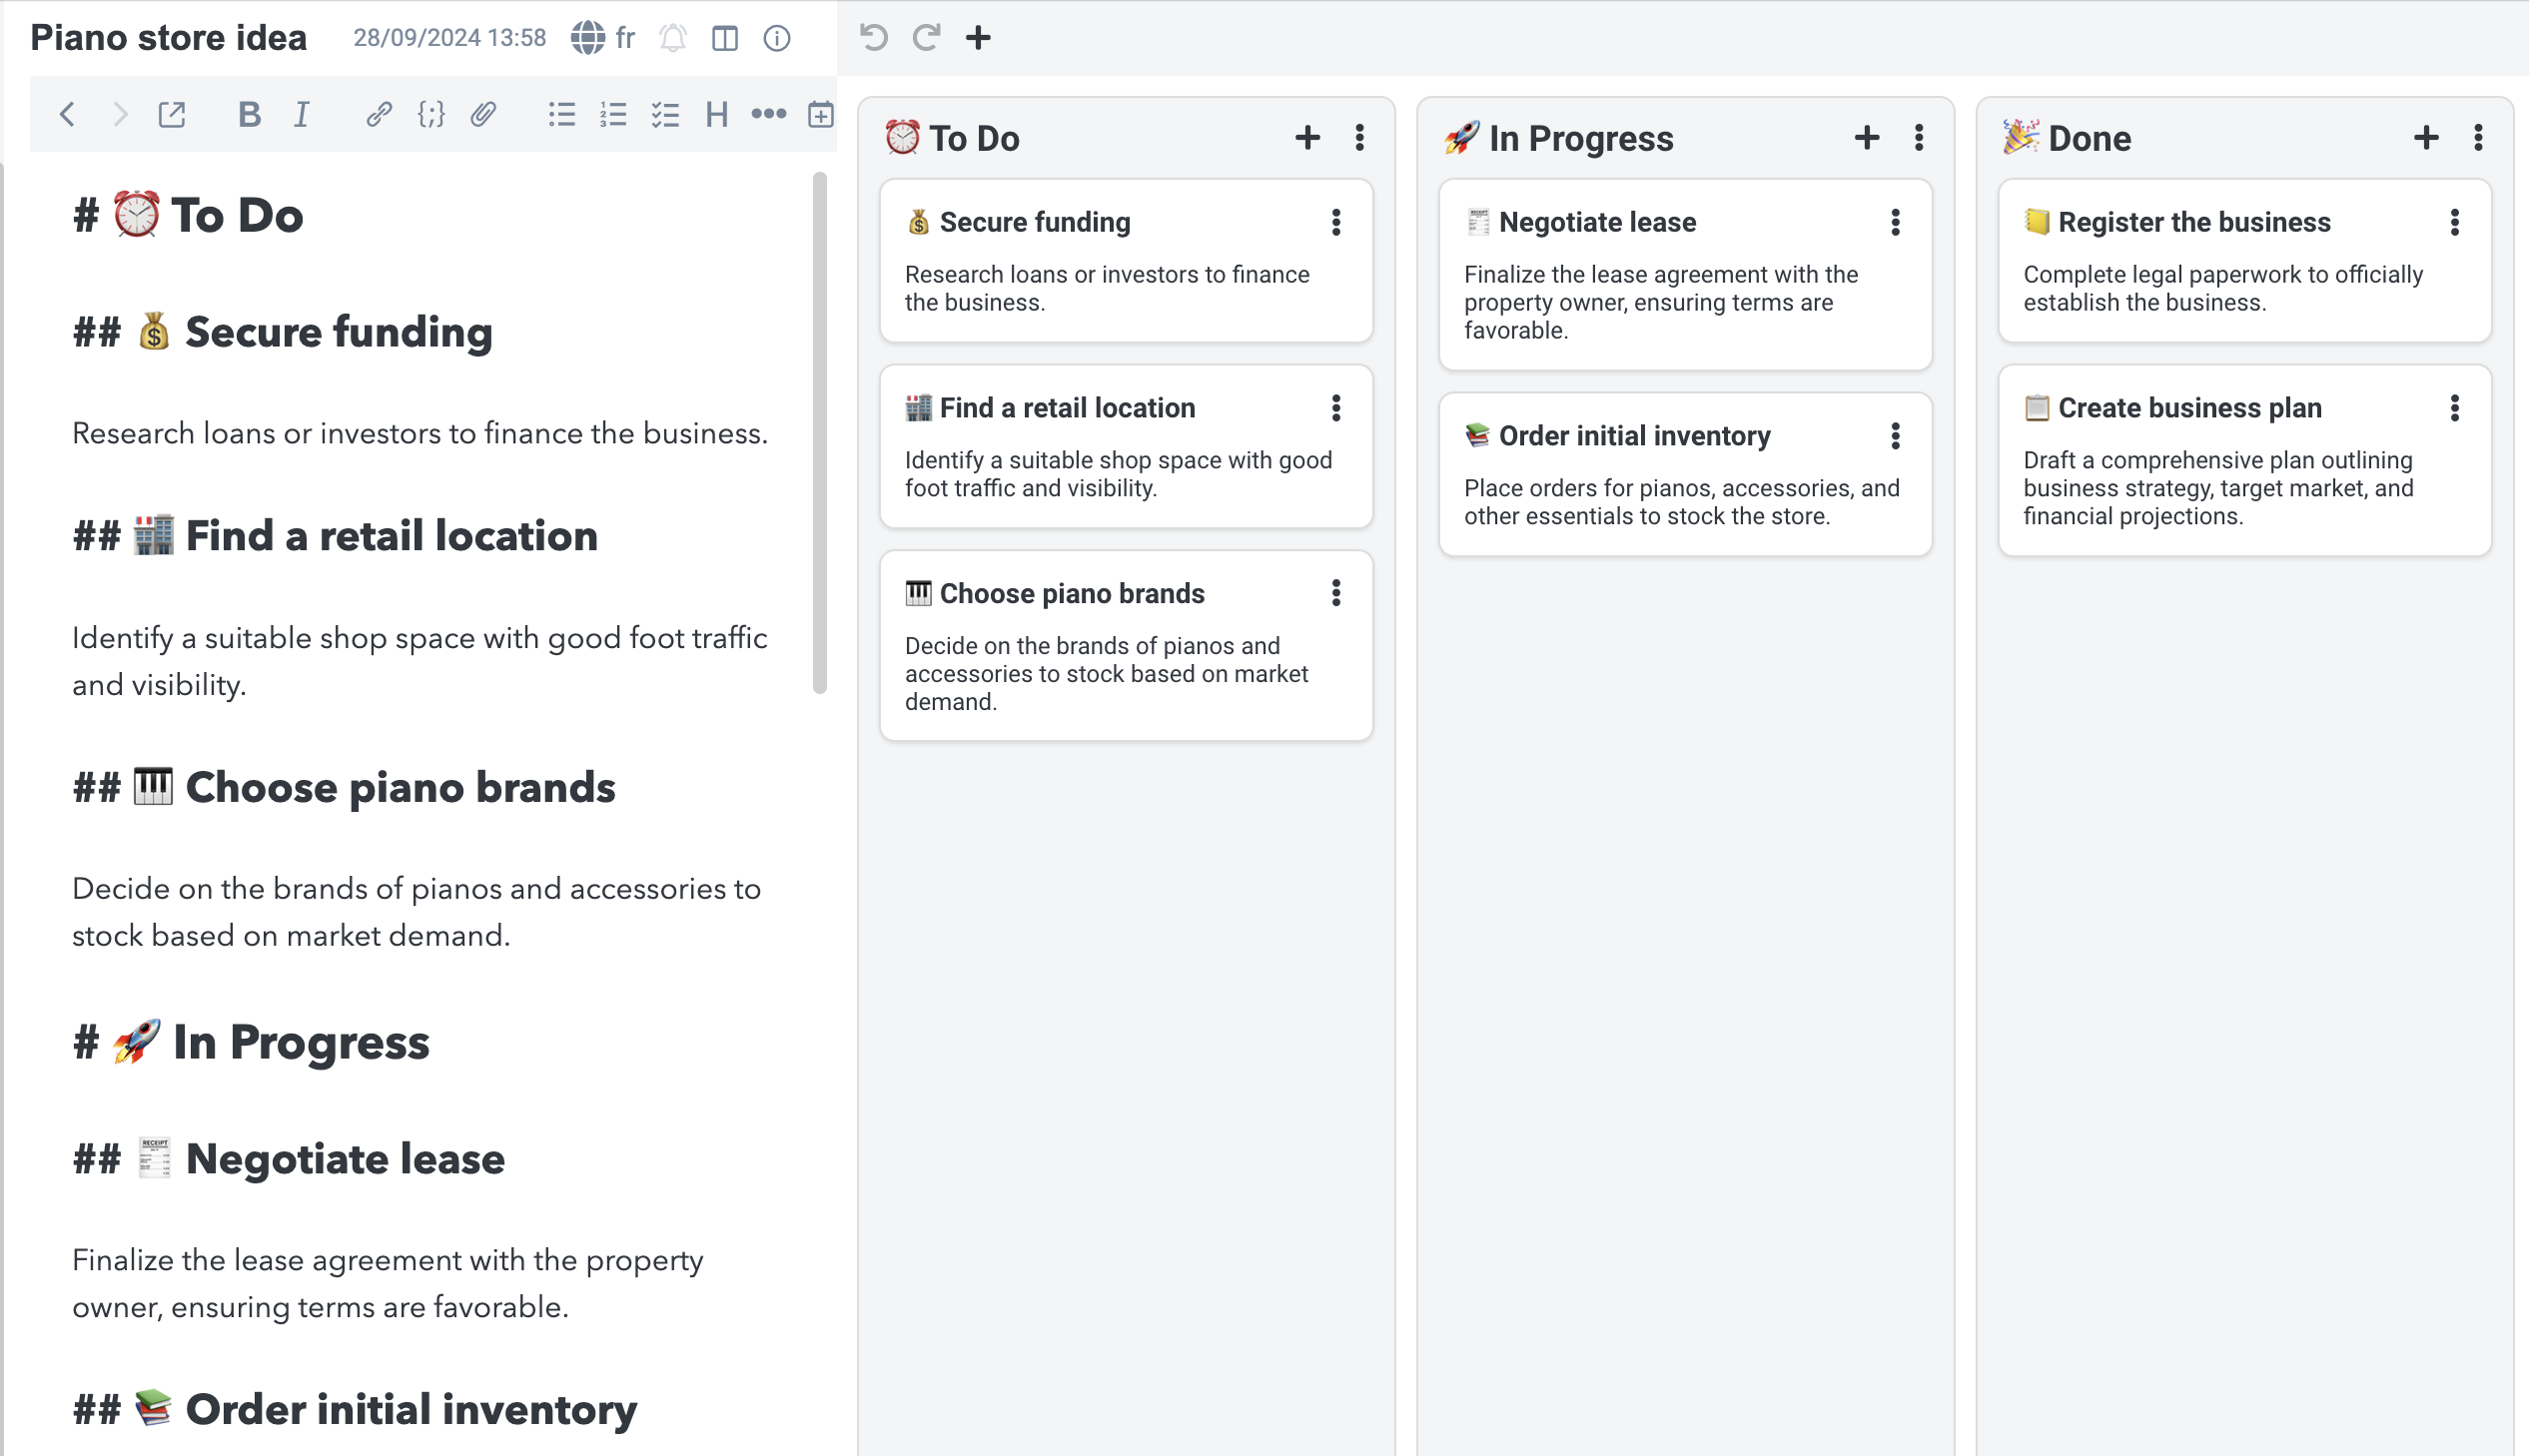 Piano store idea 28/09/2024 13:58 fr
# ⏰ To Do
## 💰 Secure funding
Research loans or investors to finance the business.
## 🏬 Find a retail location
Identify a suitable shop space with good foot traffic
and visibility.
## 🎹 Choose piano brands
Decide on the brands of pianos and accessories to
stock based on market demand.
# 🚀 In Progress
## 🧾 Negotiate lease
Finalize the lease agreement with the property
owner, ensuring terms are favorable.
## 📚 Order initial inventory
⏰ To Do
💰 Secure funding
Research loans or investors to finance
the business.
🏬 Find a retail location
Identify a suitable shop space with good
foot traffic and visibility.
🎹 Choose piano brands
Decide on the brands of pianos and
accessories to stock based on market
demand.
🚀 In Progress
🧾 Negotiate lease
Finalize the lease agreement with the
property owner, ensuring terms are
favorable.
📚 Order initial inventory
Place orders for pianos, accessories, and
other essentials to stock the store.
🎉 Done
📒 Register the business
Complete legal paperwork to officially
establish the business.
📋 Create business plan
Draft a comprehensive plan outlining
business strategy, target market, and
financial projections.